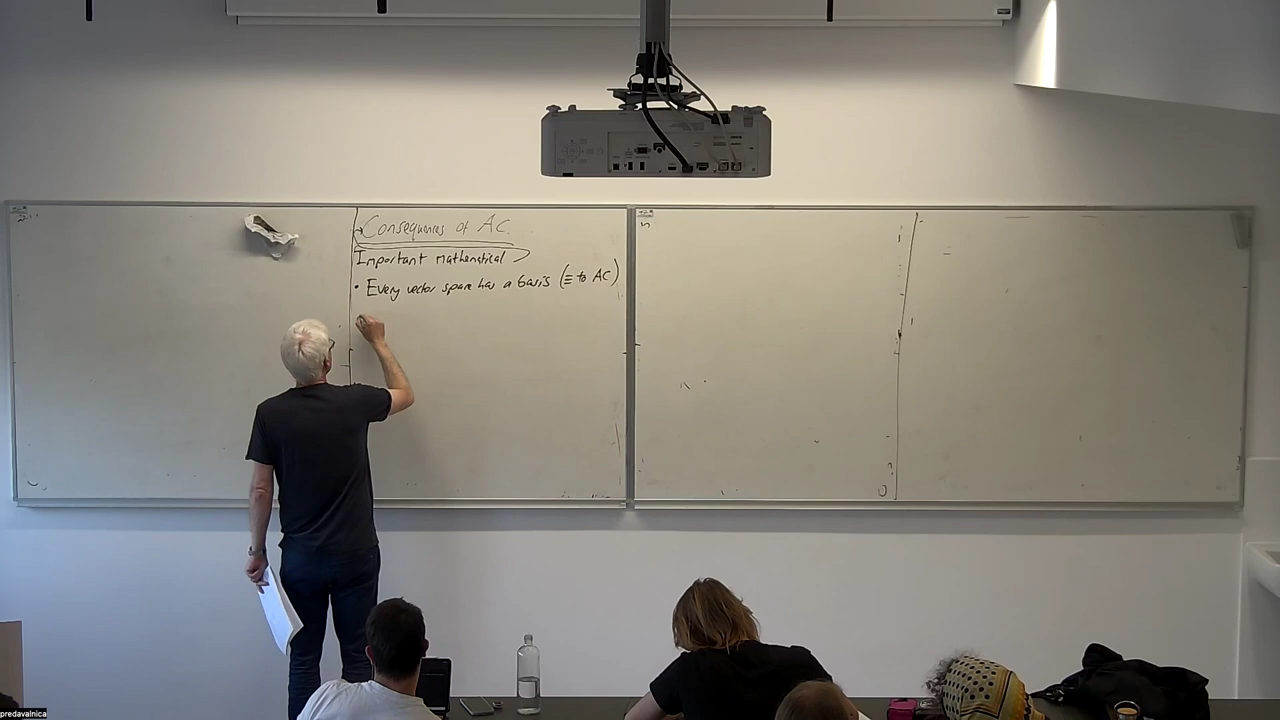 Consequences of AC
Important mathematical
• Every vector space has a basis (≡ to AC)
predavalnica